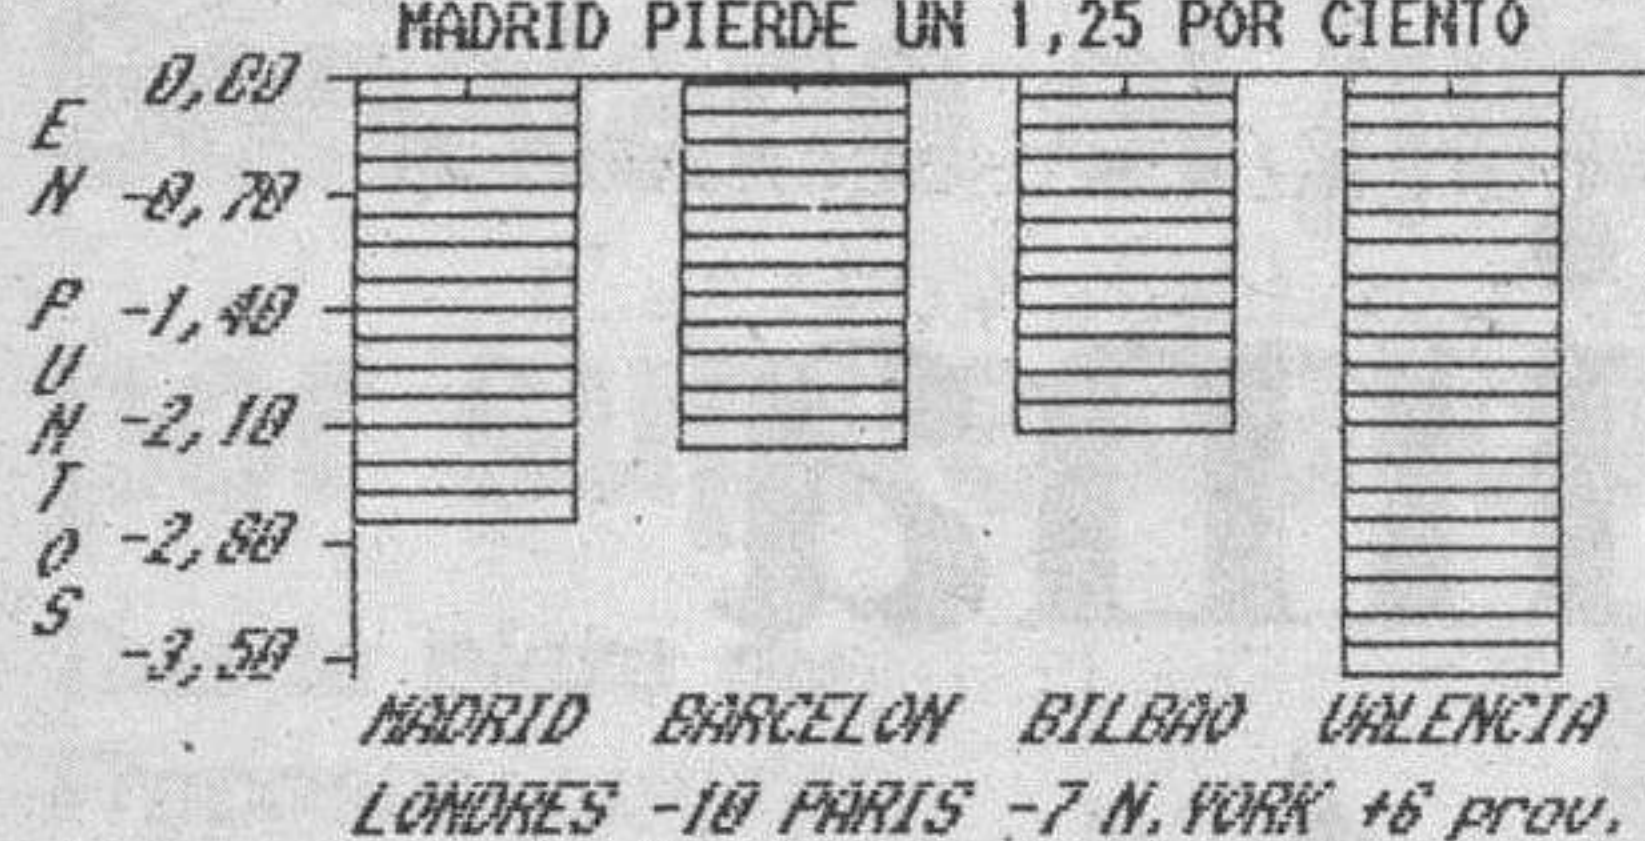 MADRID PIERDE UN 1,25 POR CIENTO
EN PUNTOS
0,00
-0,70
-1,40
-2,10
-2,80
-3,50
MADRID BARCELON BILBAO VALENCIA
LONDRES -10 PARIS -7 N.YORK +6 prov.